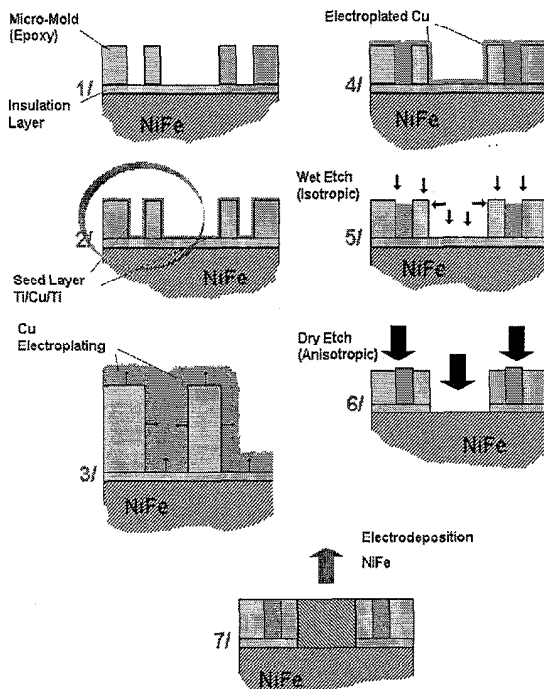 Micro-Mold
(Epoxy)
1/
Insulation
Layer
NiFe
2/
Seed Layer
Ti/Cu/Ti
NiFe
Cu
Electroplating
3/
NiFe
Electroplated Cu
4/
NiFe
Wet Etch
(Isotropic)
5/
NiFe
Dry Etch
(Anisotropic)
6/
NiFe
Electrodeposition
NiFe
7/
NiFe